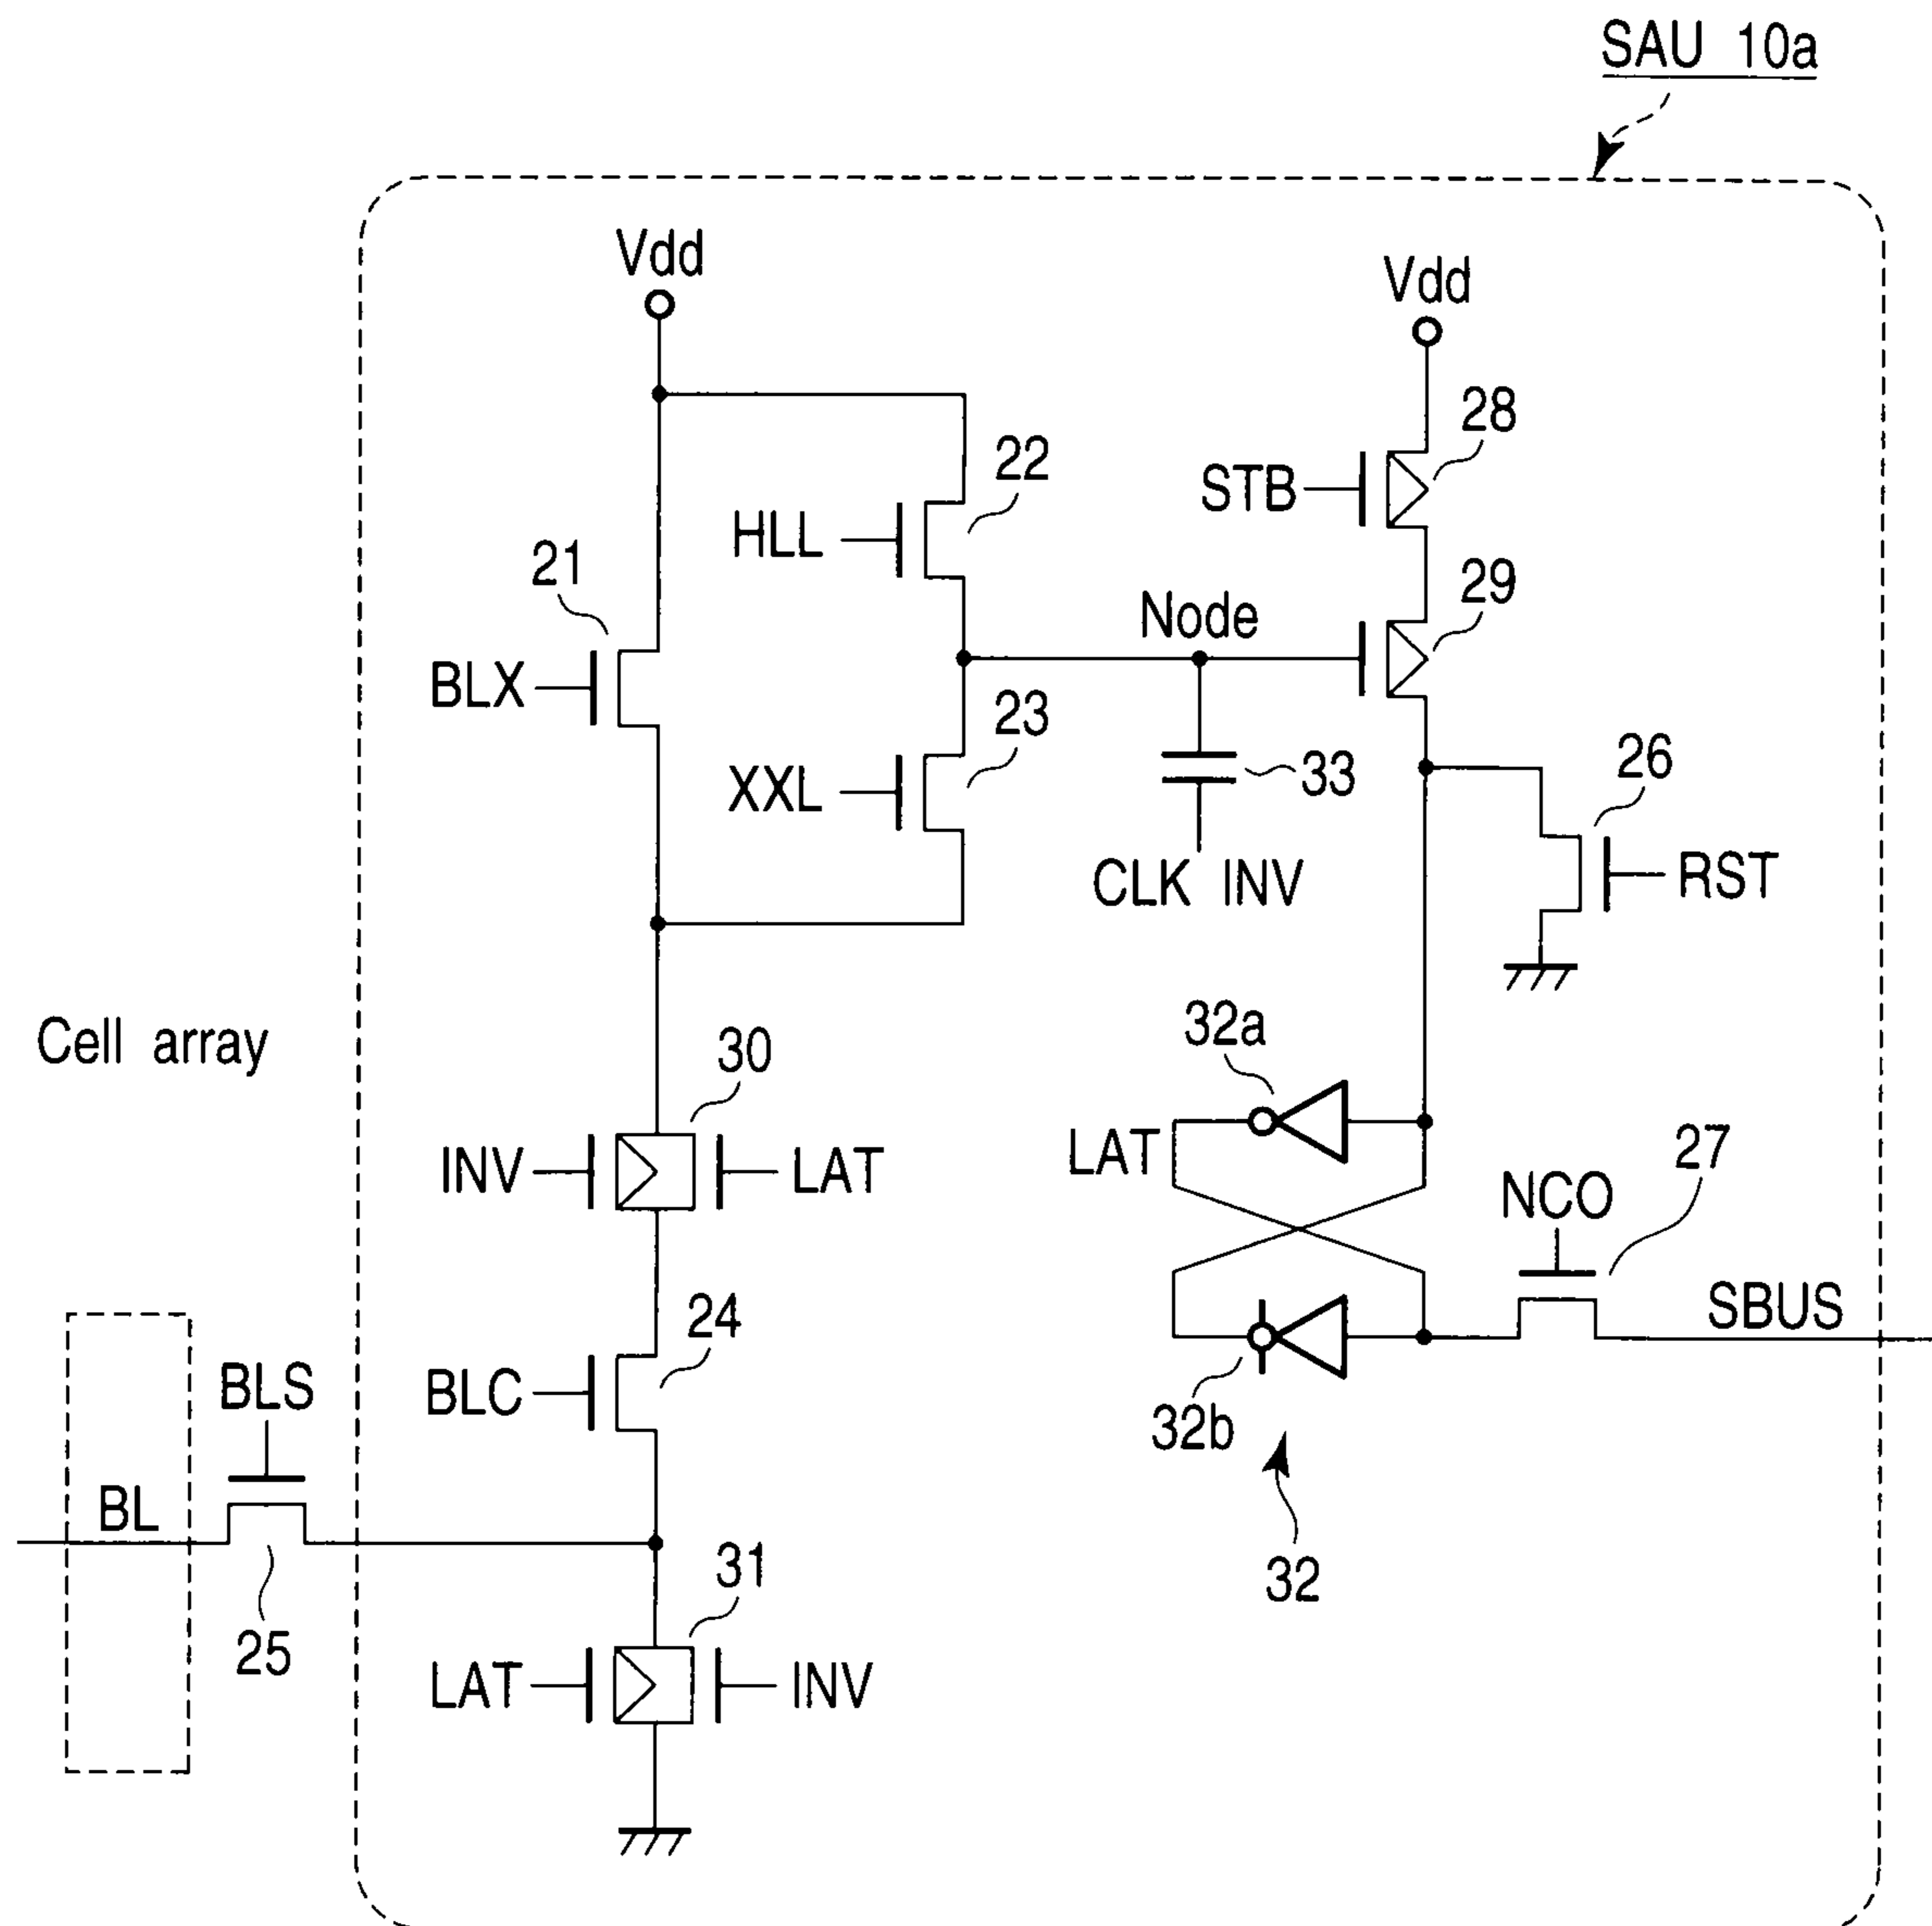 SAU 10a
Vdd
Vdd
28
STB
22
HLL
29
21
Node
BLX
23
XXL
33
26
CLK INV
RST
Cell array
32a
30
LAT
INV
LAT
27
NCO
24
SBUS
BLC
BLS
32b
BL
31
32
25
LAT
INV